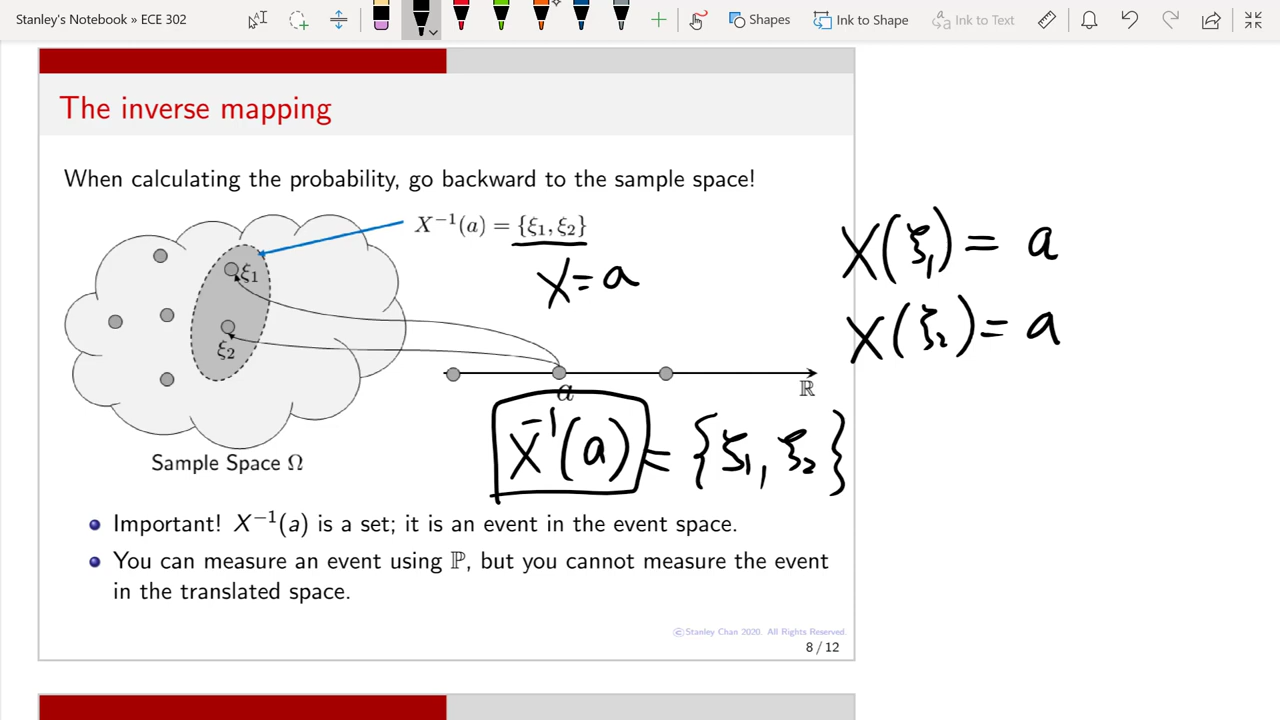 Stanley's Notebook » ECE 302
Shapes
Ink to Shape
Ink to Text
The inverse mapping
When calculating the probability, go backward to the sample space!
X⁻¹(a) = {ξ₁, ξ₂}
X = a
X(ξ₁) = a
X(ξ₂) = a
ξ₁
ξ₂
a
ℝ
X⁻¹(a) = {ξ₁, ξ₂}
Sample Space Ω
Important! X⁻¹(a) is a set; it is an event in the event space.
You can measure an event using ℙ, but you cannot measure the event
in the translated space.
©Stanley Chan 2020. All Rights Reserved.
8 / 12